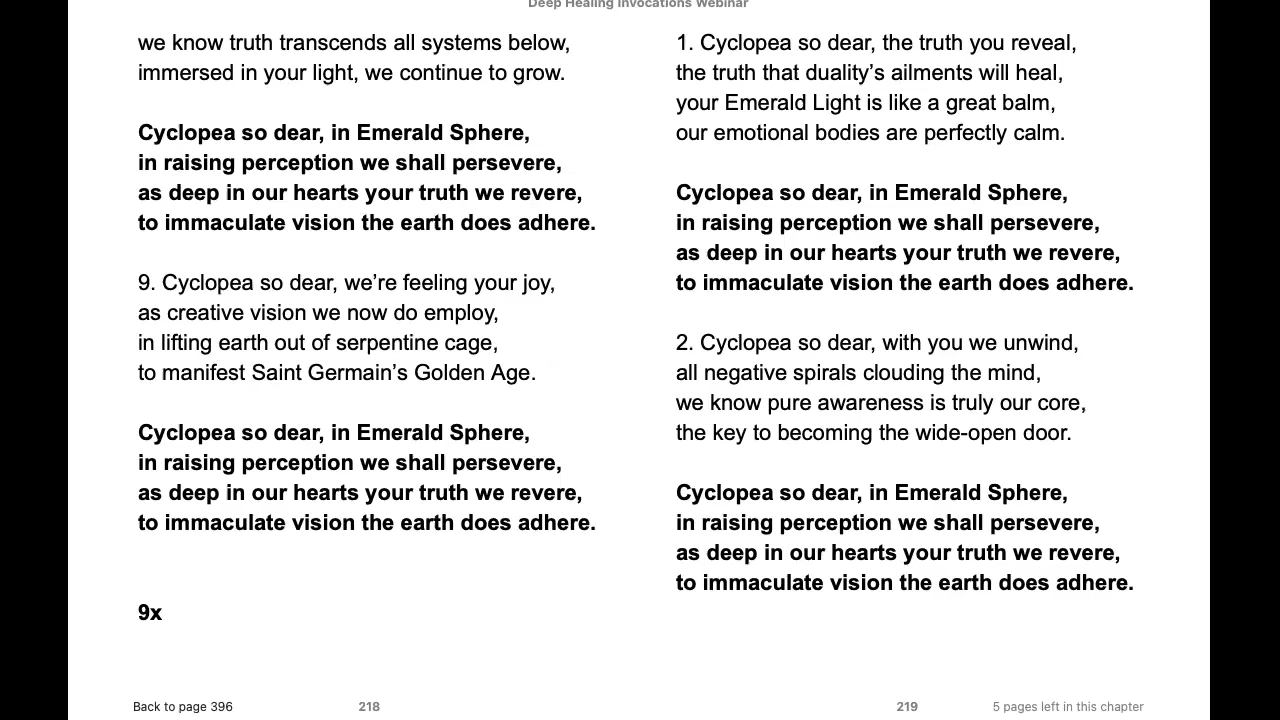 Deep Healing Invocations Webinar
we know truth transcends all systems below,
immersed in your light, we continue to grow.
Cyclopea so dear, in Emerald Sphere,
in raising perception we shall persevere,
as deep in our hearts your truth we revere,
to immaculate vision the earth does adhere.
9. Cyclopea so dear, we’re feeling your joy,
as creative vision we now do employ,
in lifting earth out of serpentine cage,
to manifest Saint Germain’s Golden Age.
Cyclopea so dear, in Emerald Sphere,
in raising perception we shall persevere,
as deep in our hearts your truth we revere,
to immaculate vision the earth does adhere.
9x
Back to page 396
218
1. Cyclopea so dear, the truth you reveal,
the truth that duality’s ailments will heal,
your Emerald Light is like a great balm,
our emotional bodies are perfectly calm.
Cyclopea so dear, in Emerald Sphere,
in raising perception we shall persevere,
as deep in our hearts your truth we revere,
to immaculate vision the earth does adhere.
2. Cyclopea so dear, with you we unwind,
all negative spirals clouding the mind,
we know pure awareness is truly our core,
the key to becoming the wide-open door.
Cyclopea so dear, in Emerald Sphere,
in raising perception we shall persevere,
as deep in our hearts your truth we revere,
to immaculate vision the earth does adhere.
219
5 pages left in this chapter